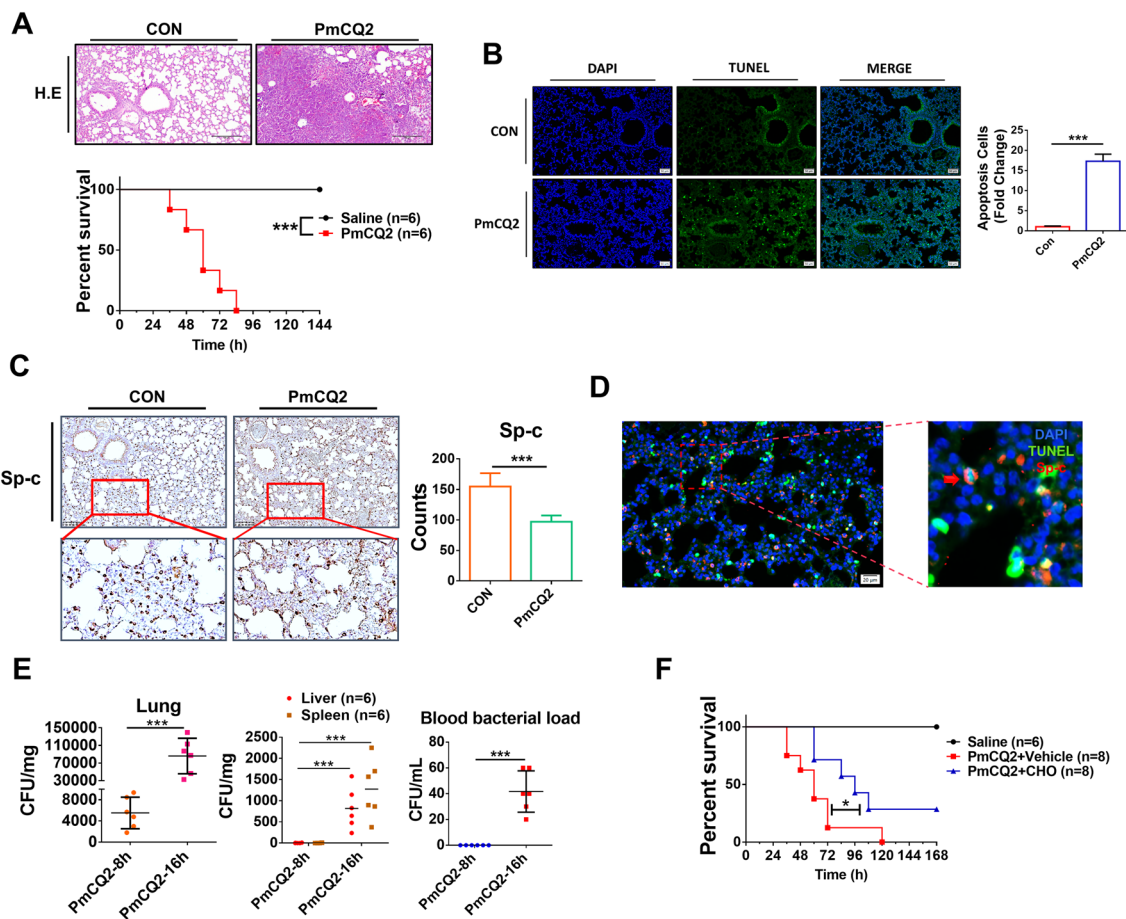 A
CON
PmCQ2
H.E
Percent survival
100
50
0
0 24 48 72 96 120 144
Time (h)
***
Saline (n=6)
PmCQ2 (n=6)
B
DAPI
TUNEL
MERGE
CON
PmCQ2
Apoptosis Cells
(Fold Change)
25
20
15
10
5
0
***
Con
PmCQ2
C
CON
PmCQ2
Sp-c
Sp-c
***
Counts
200
150
100
50
0
CON
PmCQ2
D
20 μm
DAPI
TUNEL
Sp-c
E
Lung
***
CFU/mg
150000
110000
70000
30000
8000
4000
0
PmCQ2-8h
PmCQ2-16h
Liver (n=6)
Spleen (n=6)
***
***
CFU/mg
2500
2000
1500
1000
500
0
PmCQ2-8h
PmCQ2-16h
Blood bacterial load
***
CFU/mL
80
60
40
20
0
PmCQ2-8h
PmCQ2-16h
F
Percent survival
100
50
0
0 24 48 72 96 120 144 168
Time (h)
*
Saline (n=6)
PmCQ2+Vehicle (n=8)
PmCQ2+CHO (n=8)